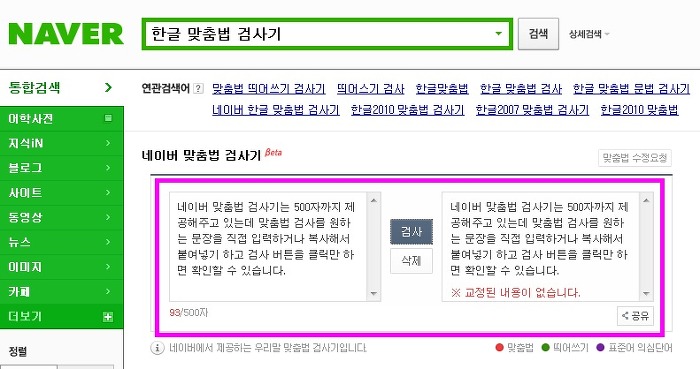 NAVER
한글 맞춤법 검사기
검색
상세검색
통합검색
연관검색어 ? 맞춤법 띄어쓰기 검사기 띄어스기 검사 한글맞춤법 한글 맞춤법 검사 한글 맞춤법 문법 검사기
네이버 한글 맞춤법 검사기 한글2010 맞춤법 검사기 한글2007 맞춤법 검사기 한글2010 맞춤법
어학사전
지식iN
블로그
사이트
동영상
뉴스
이미지
카페
더보기
정렬
네이버 맞춤법 검사기 Beta
맞춤법 수정요청
네이버 맞춤법 검사기는 500자까지 제
공해주고 있는데 맞춤법 검사를 원하
는 문장을 직접 입력하거나 복사해서
붙여넣기 하고 검사 버튼을 클릭만 하
면 확인할 수 있습니다.
93/500자
검사
삭제
네이버 맞춤법 검사기는 500자까지 제
공해주고 있는데 맞춤법 검사를 원하
는 문장을 직접 입력하거나 복사해서
붙여넣기 하고 검사 버튼을 클릭만 하
면 확인할 수 있습니다.
※ 교정된 내용이 없습니다.
공유
네이버에서 제공하는 우리말 맞춤법 검사기입니다.
맞춤법 띄어쓰기 표준어 의심단어